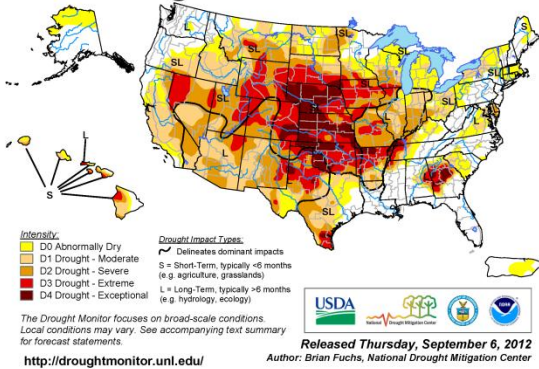 L
SL
SL
SL
SL
SL
S
SL
SL
L
L
SL
S
Intensity:
D0 Abnormally Dry
D1 Drought - Moderate
D2 Drought - Severe
D3 Drought - Extreme
D4 Drought - Exceptional
Drought Impact Types:
Delineates dominant impacts
S = Short-Term, typically <6 months
(e.g. agriculture, grasslands)
L = Long-Term, typically >6 months
(e.g. hydrology, ecology)
The Drought Monitor focuses on broad-scale conditions.
Local conditions may vary. See accompanying text summary
for forecast statements.
http://droughtmonitor.unl.edu/
USDA
National Drought Mitigation Center
NOAA
Released Thursday, September 6, 2012
Author: Brian Fuchs, National Drought Mitigation Center